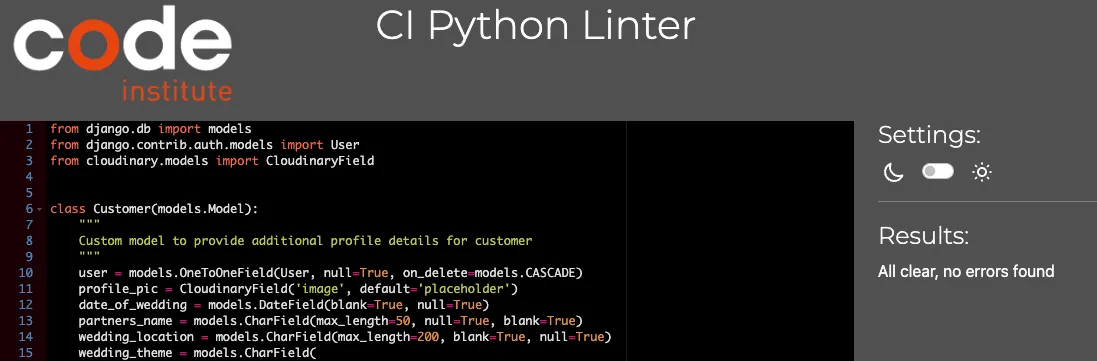 code
institute
CI Python Linter
1 from django.db import models
2 from django.contrib.auth.models import User
3 from cloudinary.models import CloudinaryField
4
5
6 class Customer(models.Model):
7 """
8 Custom model to provide additional profile details for customer
9 """
10 user = models.OneToOneField(User, null=True, on_delete=models.CASCADE)
11 profile_pic = CloudinaryField('image', default='placeholder')
12 date_of_wedding = models.DateField(blank=True, null=True)
13 partners_name = models.CharField(max_length=50, null=True, blank=True)
14 wedding_location = models.CharField(max_length=200, blank=True, null=True)
15 wedding_theme = models.CharField(
Settings:
Results:
All clear, no errors found